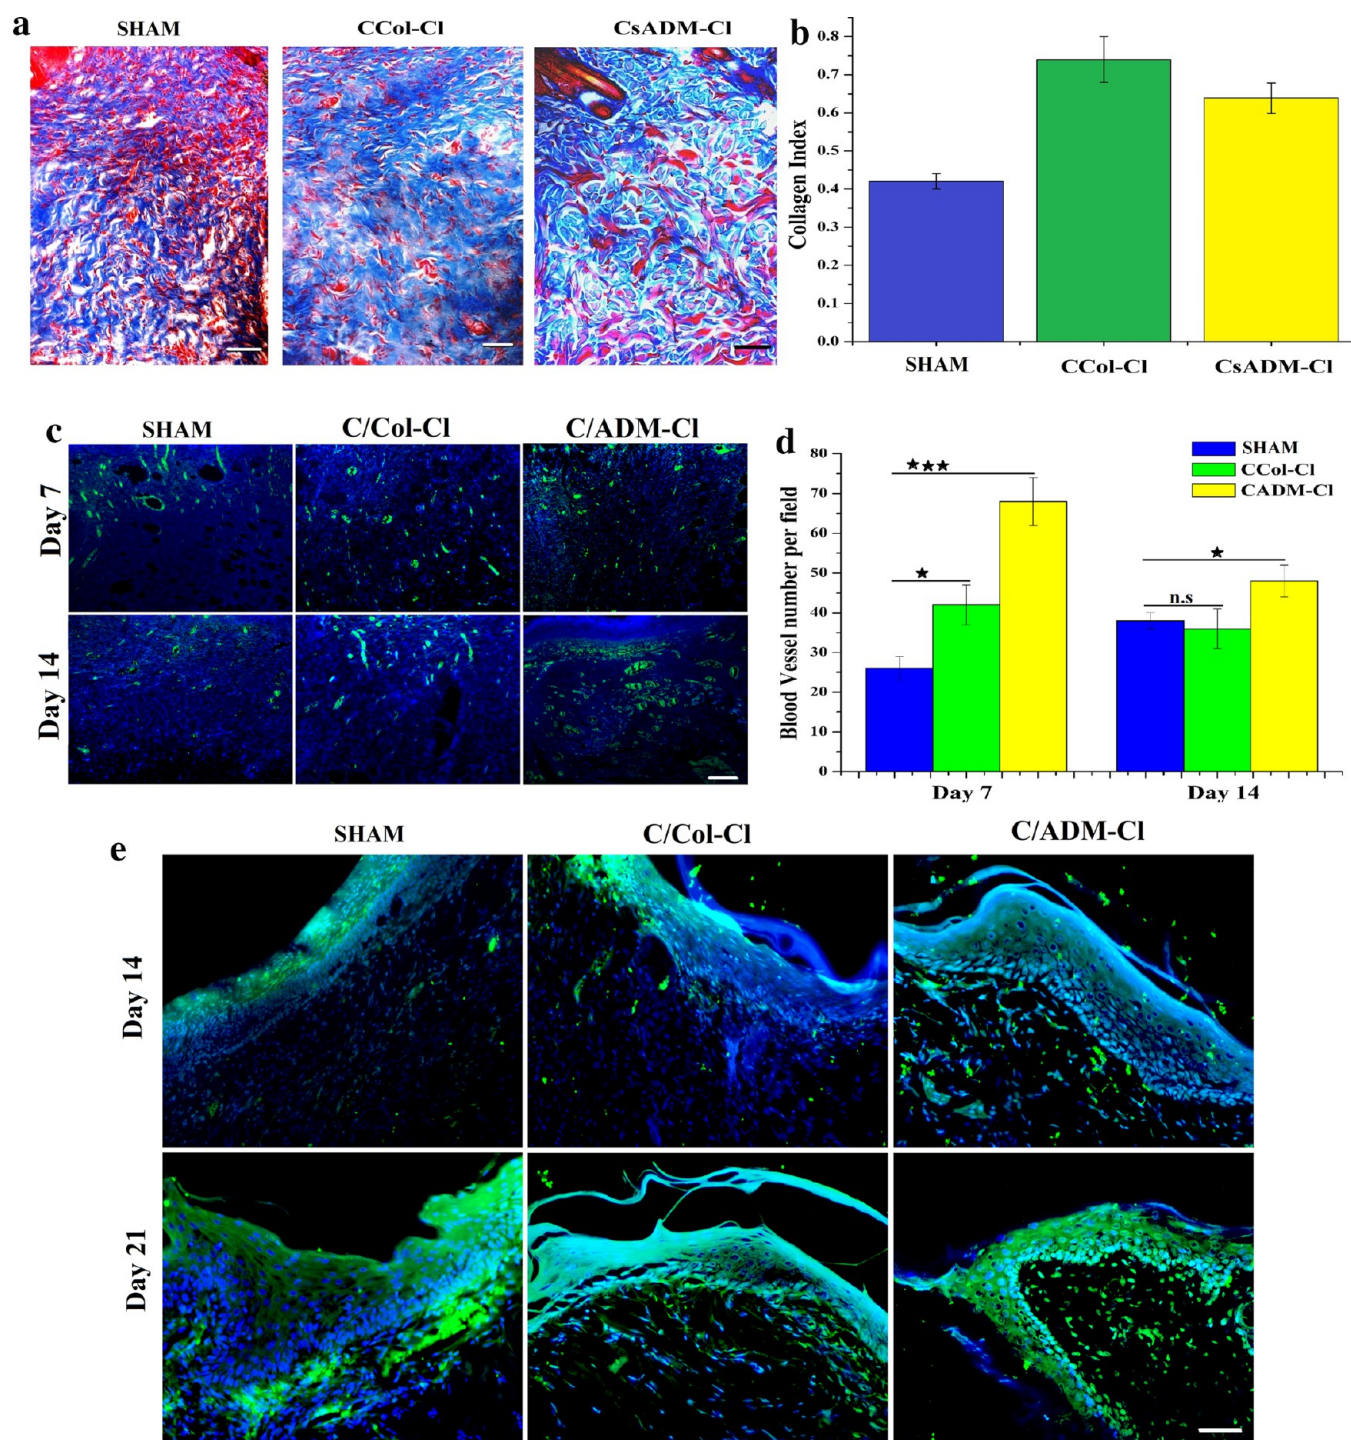 a
SHAM
CCol-Cl
CsADM-Cl
b
0.8
0.7
0.6
0.5
0.4
0.3
0.2
0.1
0.0
Collagen Index
SHAM
CCol-Cl
CsADM-Cl
c
SHAM
C/Col-Cl
C/ADM-Cl
Day 7
Day 14
d
SHAM
CCol-Cl
CADM-Cl
80
70
60
50
40
30
20
10
0
Blood Vessel number per field
★★★
★
★
n.s
Day 7
Day 14
e
SHAM
C/Col-Cl
C/ADM-Cl
Day 14
Day 21